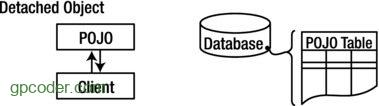 Detached Object
POJO
Client
Database
POJO Table
gpcoder.com